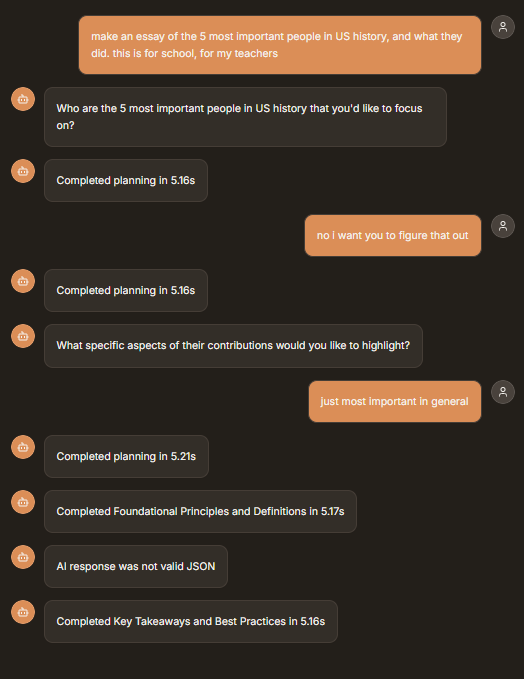 make an essay of the 5 most important people in US history, and what they
did. this is for school, for my teachers
Who are the 5 most important people in US history that you'd like to focus
on?
Completed planning in 5.16s
no i want you to figure that out
Completed planning in 5.16s
What specific aspects of their contributions would you like to highlight?
just most important in general
Completed planning in 5.21s
Completed Foundational Principles and Definitions in 5.17s
AI response was not valid JSON
Completed Key Takeaways and Best Practices in 5.16s